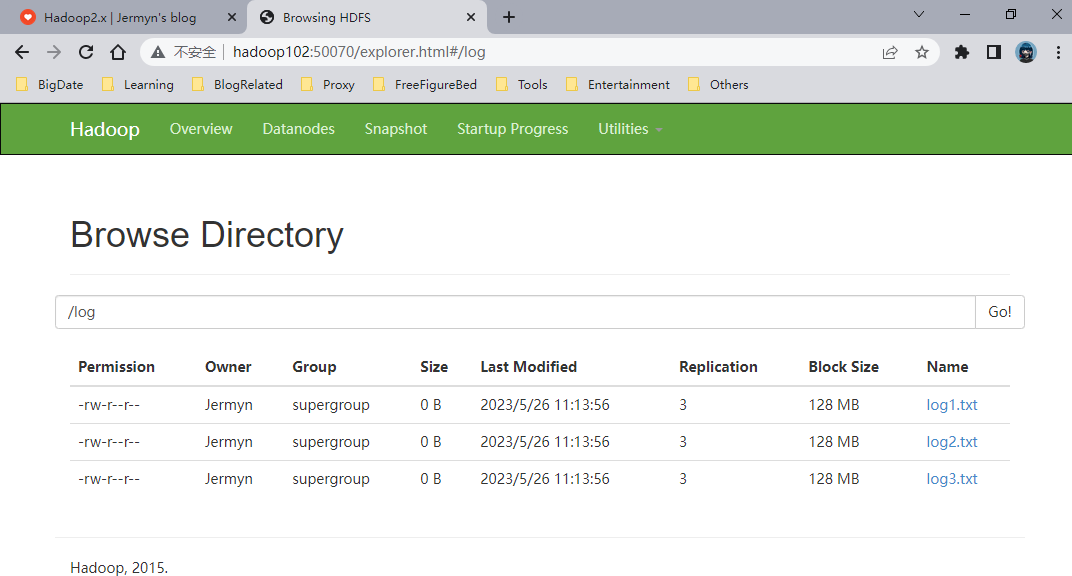 Hadoop2.x | Jermyn's blog Browsing HDFS
不安全 hadoop102:50070/explorer.html#/log
BigDate Learning BlogRelated Proxy FreeFigureBed Tools Entertainment Others
Hadoop Overview Datanodes Snapshot Startup Progress Utilities
Browse Directory
/log Go!
Permission Owner Group Size Last Modified Replication Block Size Name
-rw-r--r-- Jermyn supergroup 0 B 2023/5/26 11:13:56 3 128 MB log1.txt
-rw-r--r-- Jermyn supergroup 0 B 2023/5/26 11:13:56 3 128 MB log2.txt
-rw-r--r-- Jermyn supergroup 0 B 2023/5/26 11:13:56 3 128 MB log3.txt
Hadoop, 2015.